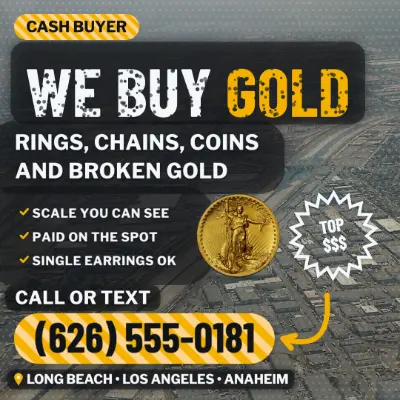 CASH BUYER
WE BUY GOLD
RINGS, CHAINS, COINS
AND BROKEN GOLD
SCALE YOU CAN SEE
PAID ON THE SPOT
SINGLE EARRINGS OK
TOP
$$$
CALL OR TEXT
(626) 555-0181
LONG BEACH • LOS ANGELES • ANAHEIM